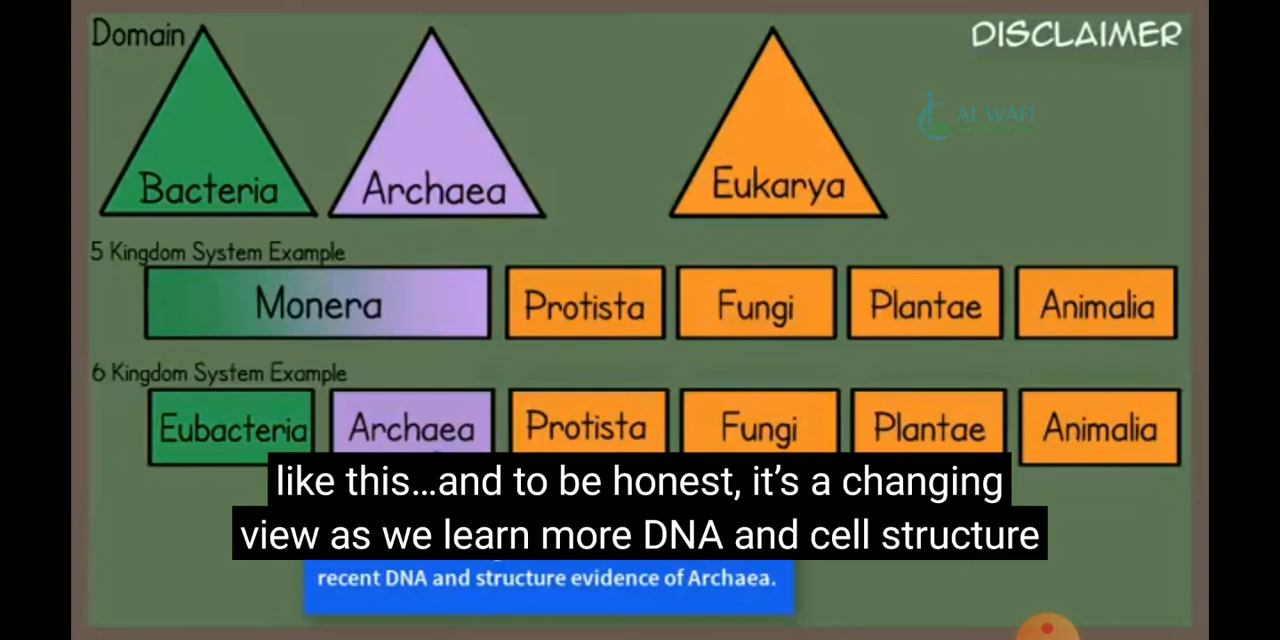 Domain
DISCLAIMER
AL WAFI
Bacteria
Archaea
Eukarya
5 Kingdom System Example
Monera
Protista
Fungi
Plantae
Animalia
6 Kingdom System Example
Eubacteria
Archaea
Protista
Fungi
Plantae
Animalia
like this…and to be honest, it’s a changing
view as we learn more DNA and cell structure
recent DNA and structure evidence of Archaea.